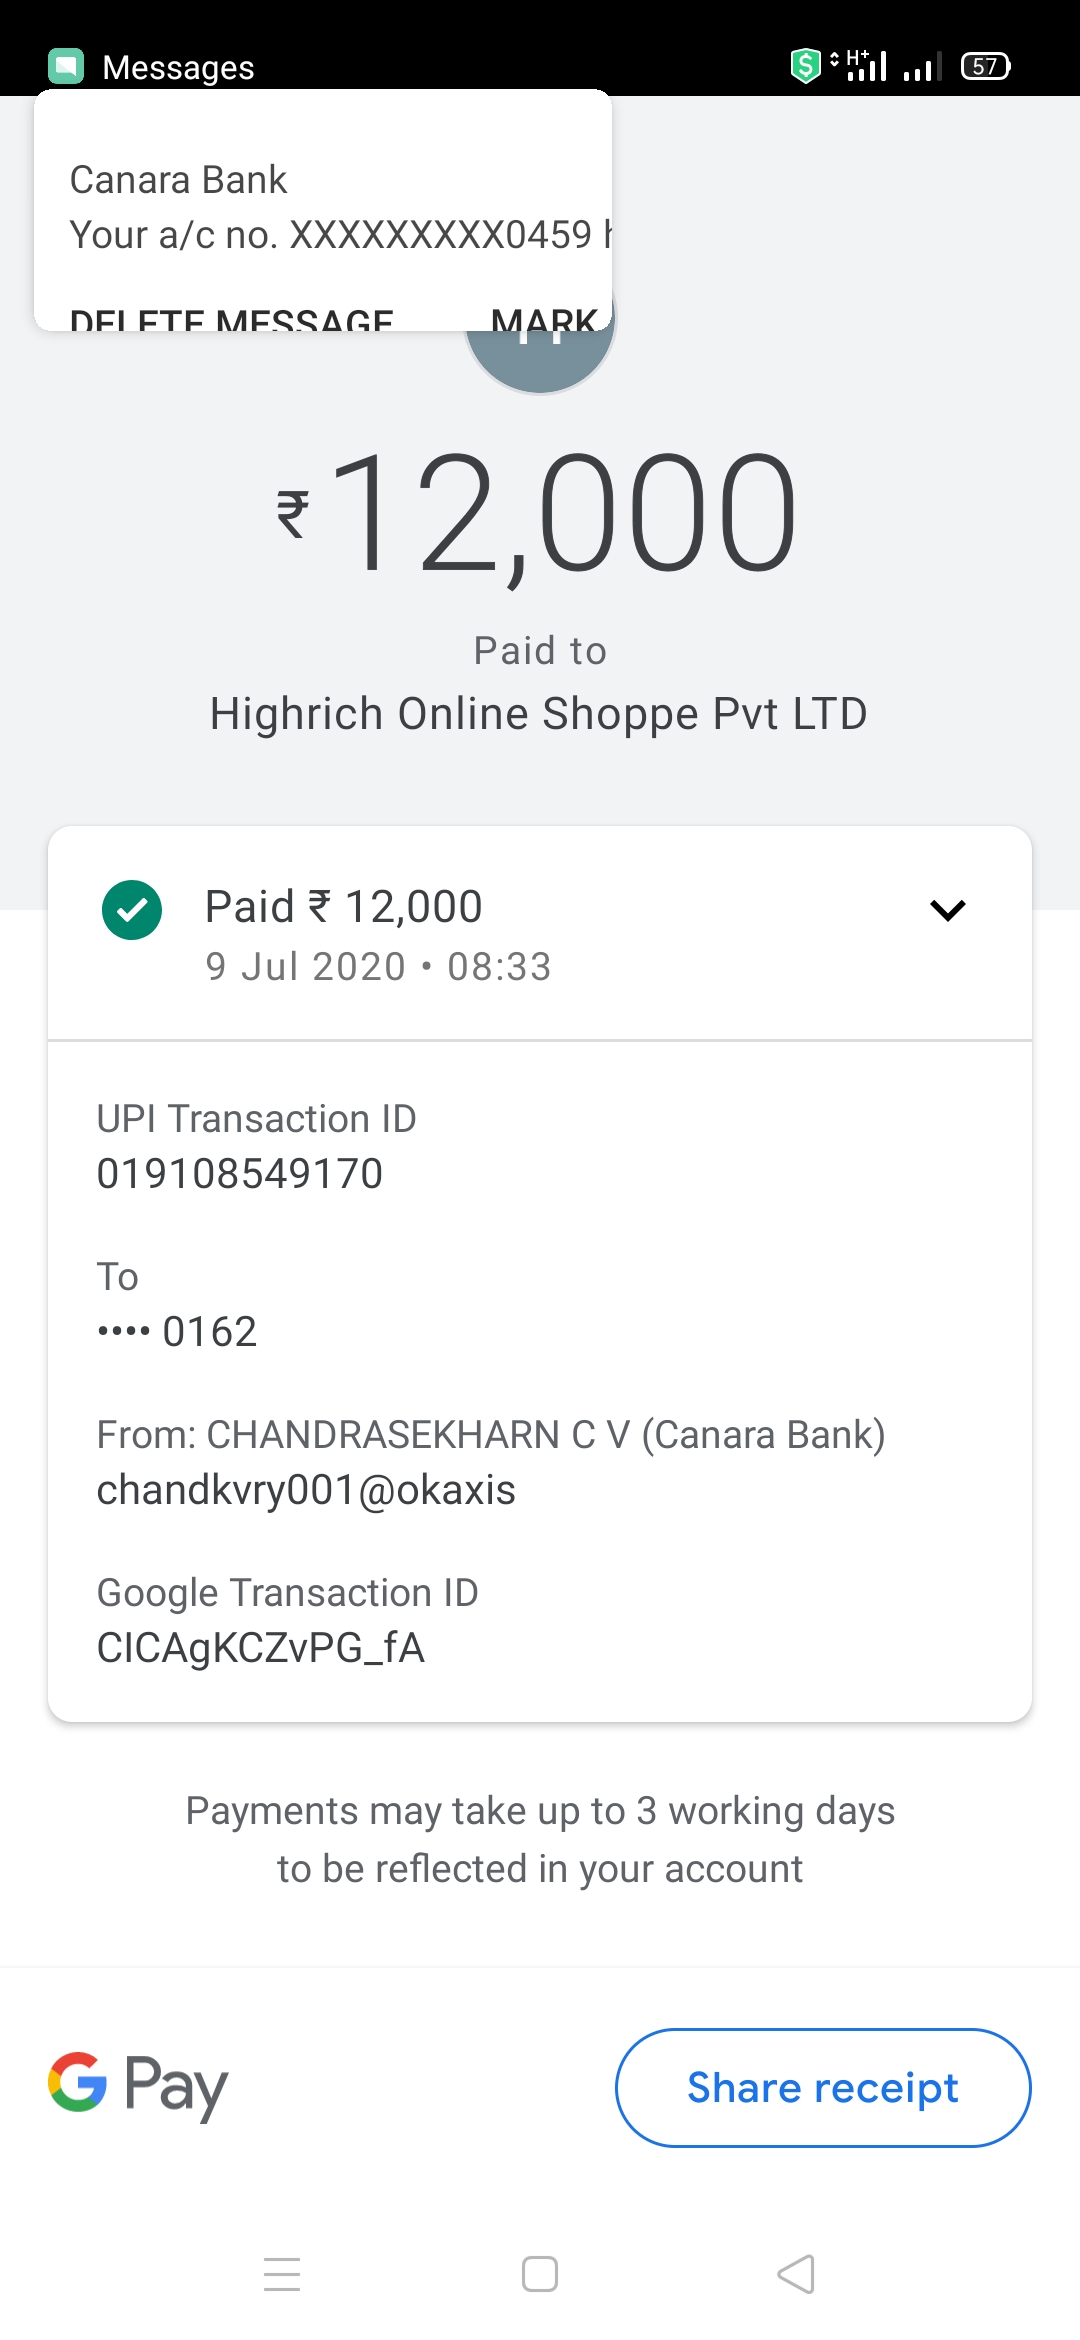 Messages
H+
57
Canara Bank
Your a/c no. XXXXXXXXX0459
DELETE MESSAGE MARK
₹12,000
Paid to
Highrich Online Shoppe Pvt LTD
Paid ₹ 12,000
9 Jul 2020 • 08:33
UPI Transaction ID
019108549170
To
•••• 0162
From: CHANDRASEKHARN C V (Canara Bank)
chandkvry001@okaxis
Google Transaction ID
CICAgKCZvPG_fA
Payments may take up to 3 working days
to be reflected in your account
G Pay
Share receipt